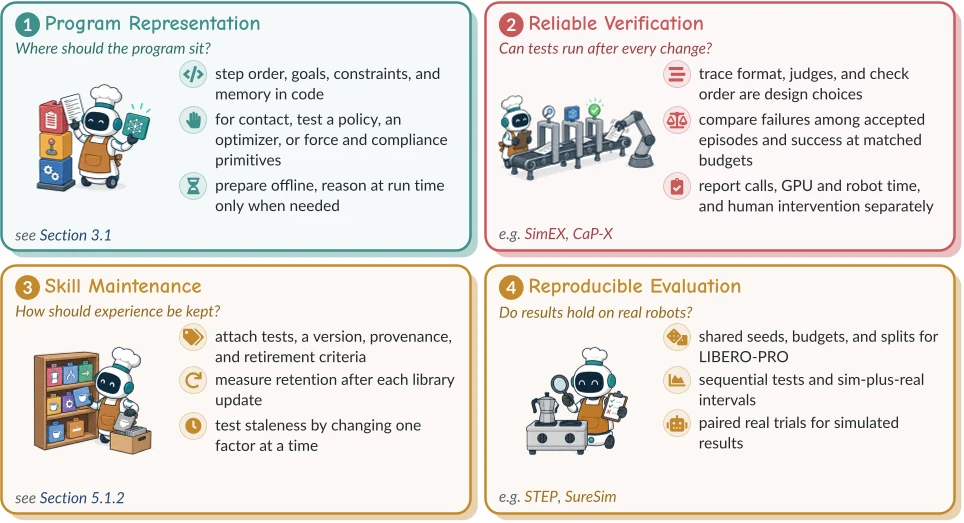 1 Program Representation
Where should the program sit?
step order, goals, constraints, and
memory in code
for contact, test a policy, an
optimizer, or force and compliance
primitives
prepare offline, reason at run time
only when needed
see Section 3.1
2 Reliable Verification
Can tests run after every change?
trace format, judges, and check
order are design choices
compare failures among accepted
episodes and success at matched
budgets
report calls, GPU and robot time,
and human intervention separately
e.g. SimEX, CaP-X
3 Skill Maintenance
How should experience be kept?
attach tests, a version, provenance,
and retirement criteria
measure retention after each library
update
test staleness by changing one
factor at a time
see Section 5.1.2
4 Reproducible Evaluation
Do results hold on real robots?
shared seeds, budgets, and splits for
LIBERO-PRO
sequential tests and sim-plus-real
intervals
paired real trials for simulated
results
e.g. STEP, SureSim